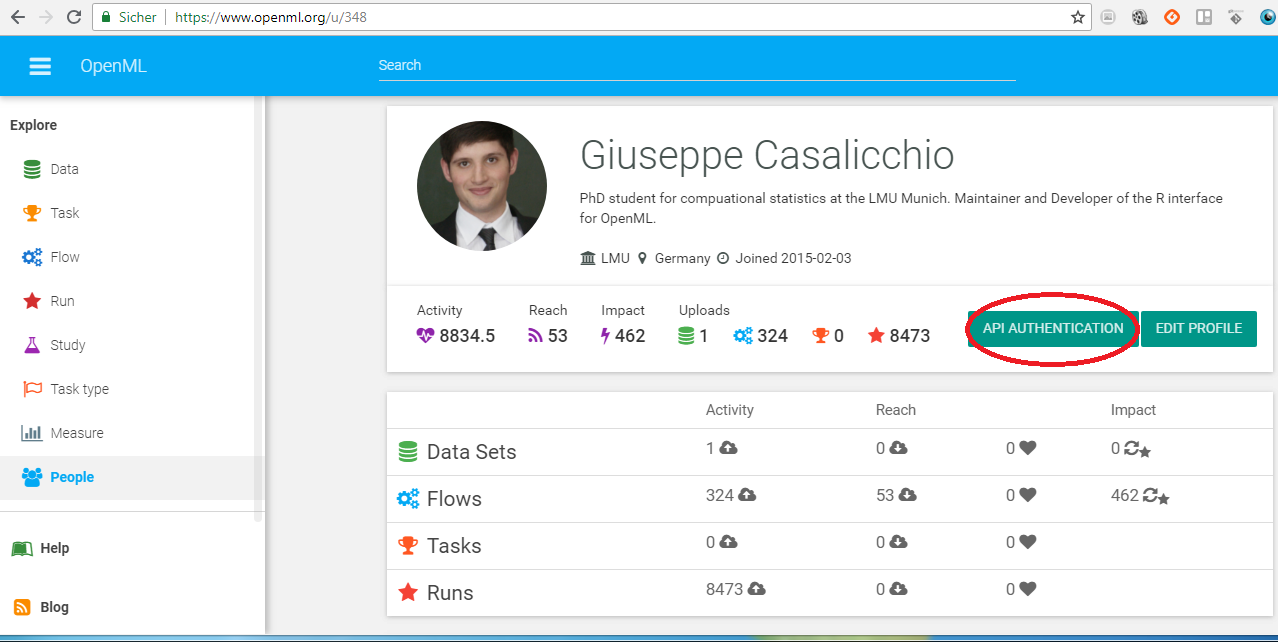 Sicher https://www.openml.org/u/348
OpenML
Search
Explore
Data
Task
Flow
Run
Study
Task type
Measure
People
Help
Blog
Giuseppe Casalicchio
PhD student for compuational statistics at the LMU Munich. Maintainer and Developer of the R interface
for OpenML.
LMU Germany Joined 2015-02-03
Activity Reach Impact Uploads
8834.5 53 462 1 324 0 8473
API AUTHENTICATION EDIT PROFILE
Activity Reach Impact
Data Sets 1 0 0 0
Flows 324 53 0 462
Tasks 0 0 0
Runs 8473 0 0